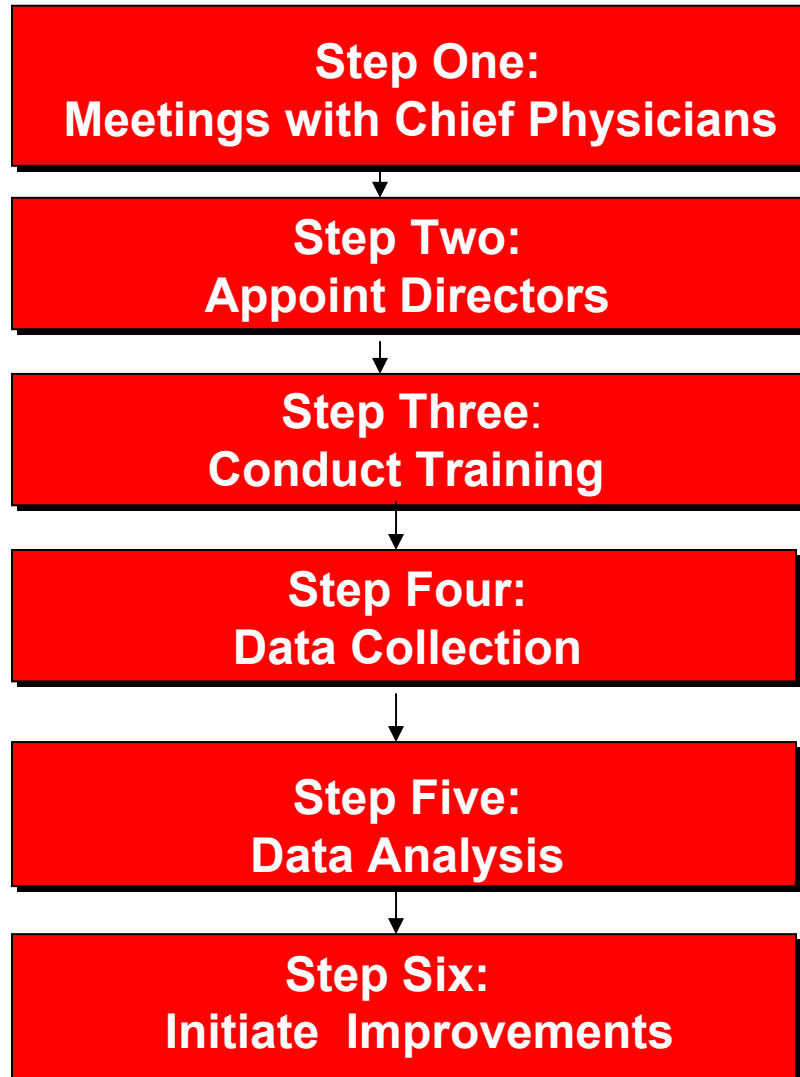 Step One:
Meetings with Chief Physicians
Step Two:
Appoint Directors
Step Three:
Conduct Training
Step Four:
Data Collection
Step Five:
Data Analysis
Step Six:
Initiate  Improvements